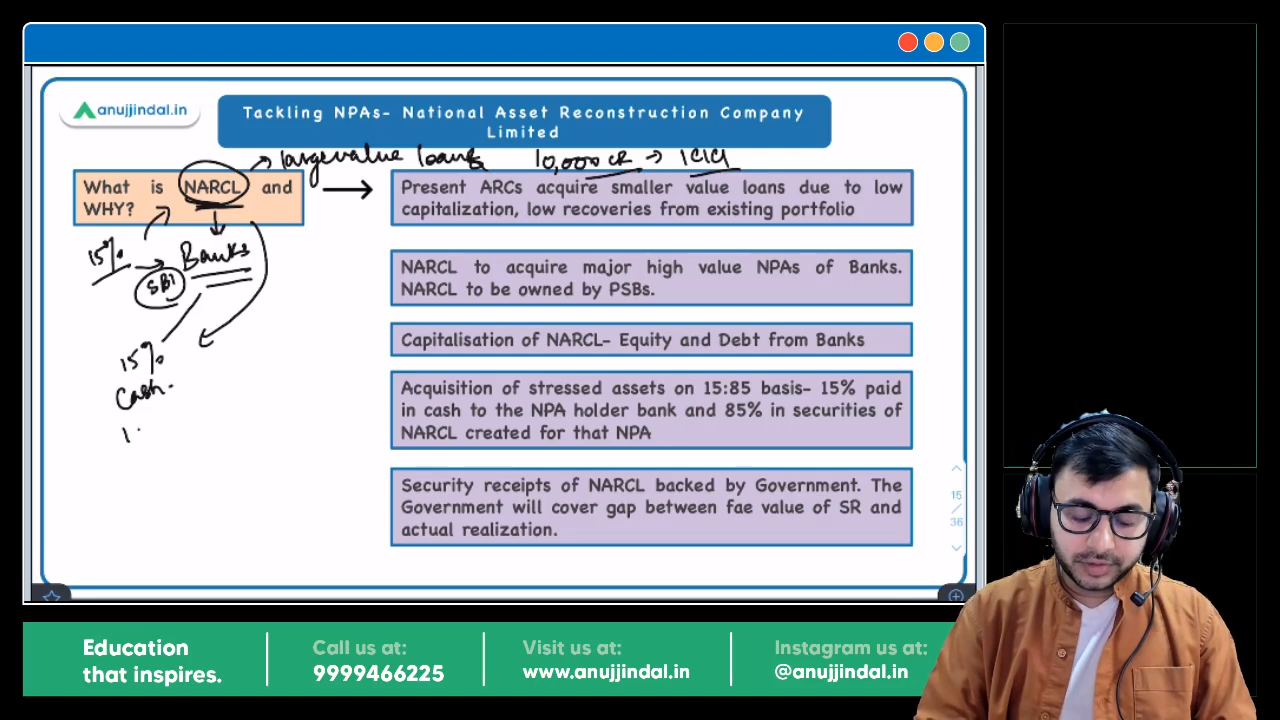 anujjindal.in
Tackling NPAs- National Asset Reconstruction Company
Limited
large value loans 10,000 CR → ICICI
What is NARCL and
WHY?
Present ARCs acquire smaller value loans due to low
capitalization, low recoveries from existing portfolio
15%
Banks
SBI
NARCL to acquire major high value NPAs of Banks.
NARCL to be owned by PSBs.
Capitalisation of NARCL- Equity and Debt from Banks
15%
Cash.
Acquisition of stressed assets on 15:85 basis- 15% paid
in cash to the NPA holder bank and 85% in securities of
NARCL created for that NPA
Security receipts of NARCL backed by Government. The
Government will cover gap between fae value of SR and
actual realization.
15
/
36
Education
that inspires.
Call us at:
9999466225
Visit us at:
www.anujjindal.in
Instagram us at:
@anujjindal.in